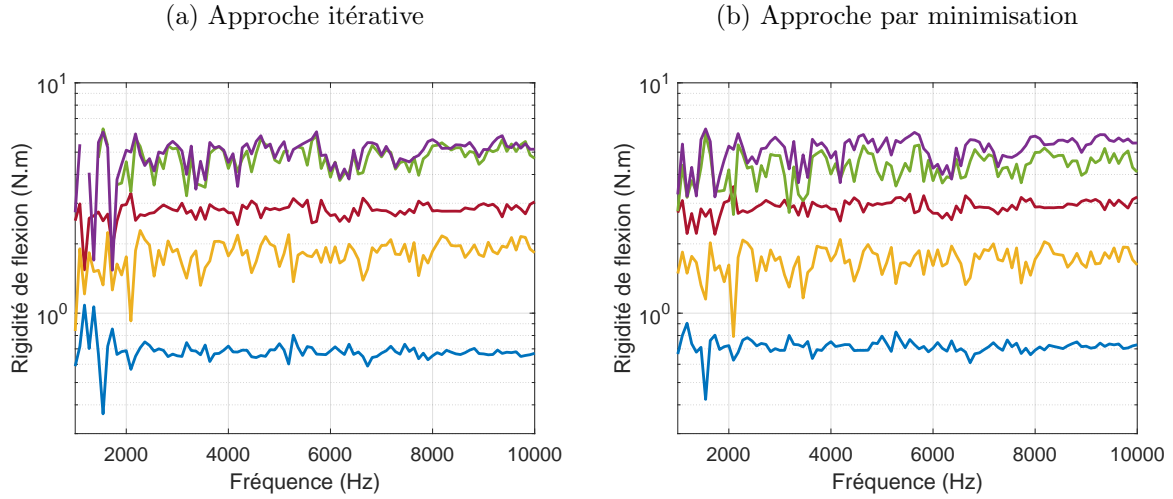 (a) Approche itérative
(b) Approche par minimisation
10^1
10^0
Rigidité de flexion (N.m)
2000 4000 6000 8000 10000
Fréquence (Hz)
10^1
10^0
Rigidité de flexion (N.m)
2000 4000 6000 8000 10000
Fréquence (Hz)